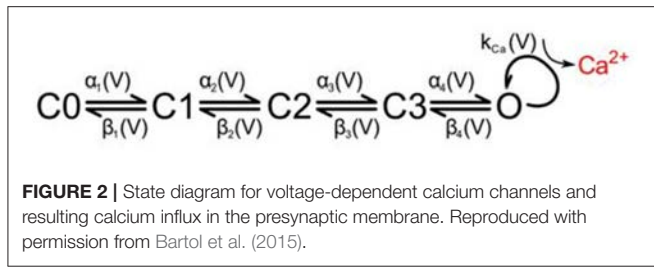 k_Ca(V)
Ca²⁺
α₁(V) α₂(V) α₃(V) α₄(V)
C0 C1 C2 C3 O
β₁(V) β₂(V) β₃(V) β₄(V)
FIGURE 2 | State diagram for voltage-dependent calcium channels and
resulting calcium influx in the presynaptic membrane. Reproduced with
permission from Bartol et al. (2015).